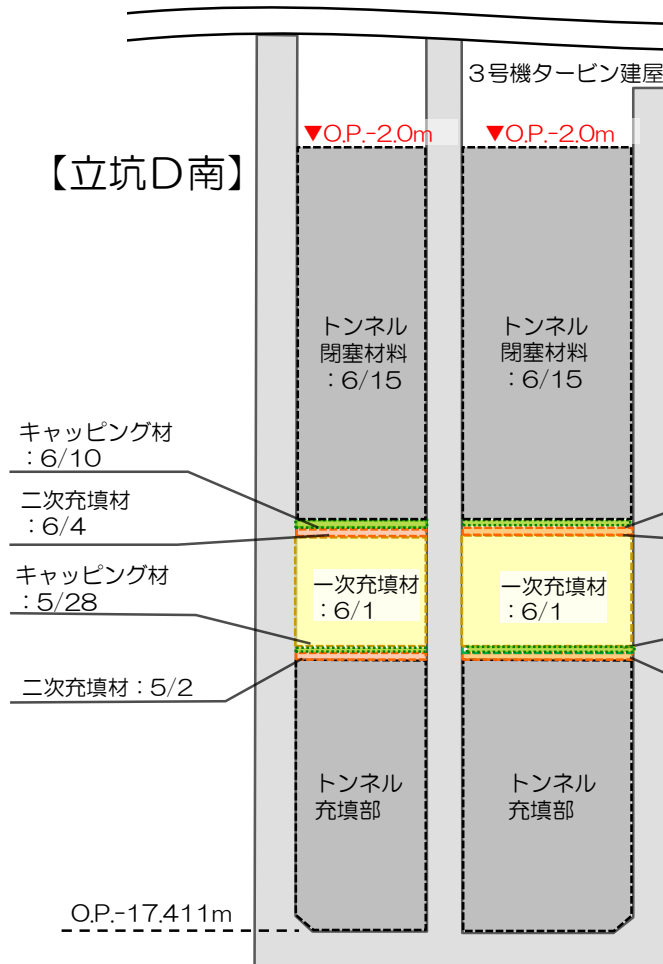 3号機タービン建屋
▼O.P.-2.0m
▼O.P.-2.0m
【立坑D南】
トンネル
閉塞材料
:6/15
トンネル
閉塞材料
:6/15
キャッピング材
:6/10
二次充填材
:6/4
キャッピング材
:5/28
一次充填材
:6/1
一次充填材
:6/1
二次充填材:5/2
トンネル
充填部
トンネル
充填部
O.P.-17.411m